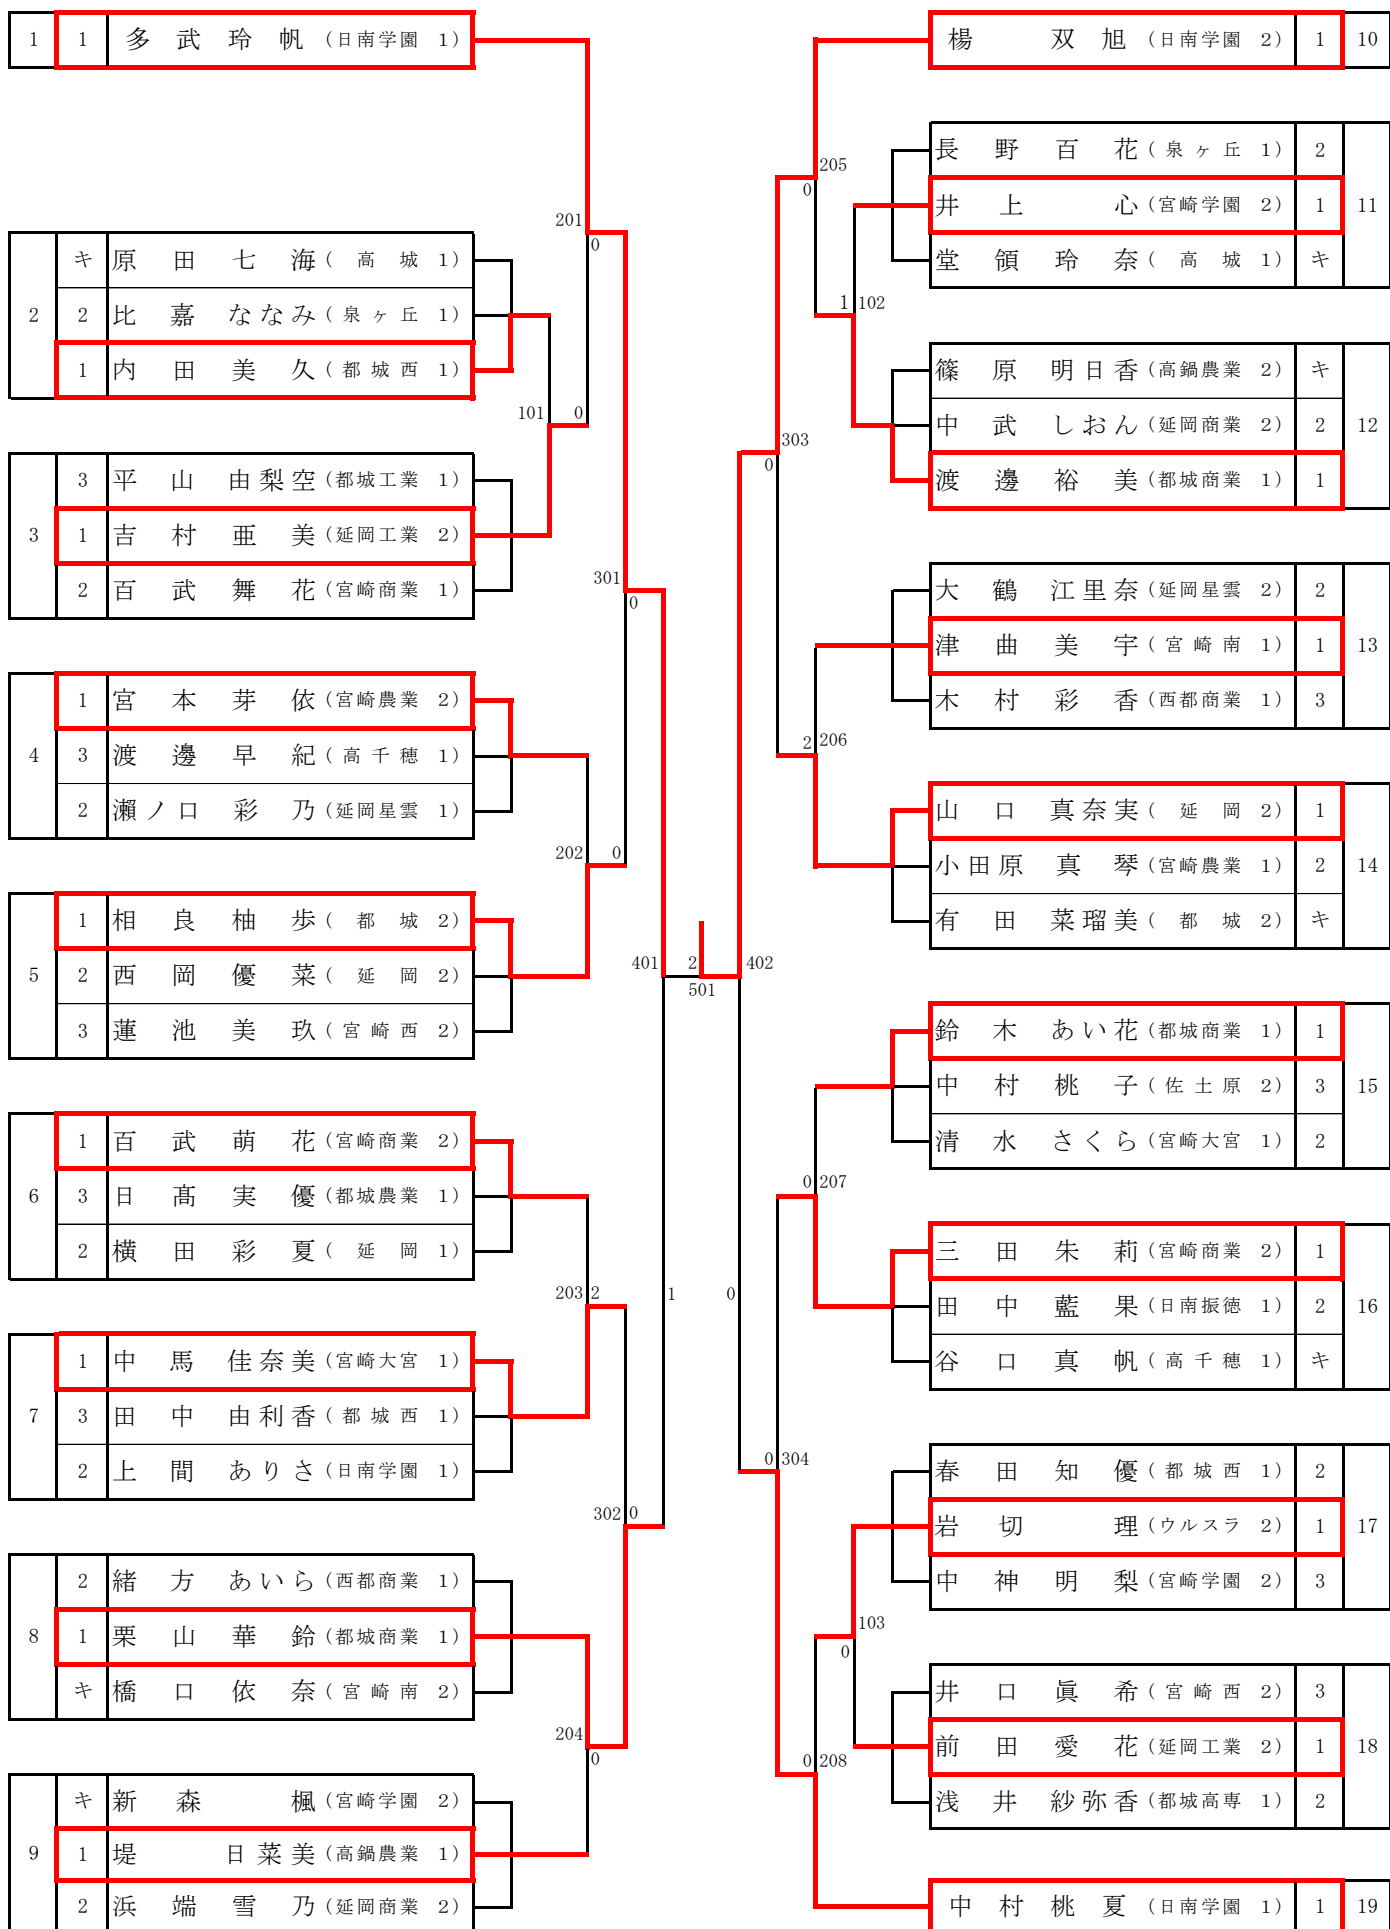 1 1 多武玲帆 (日南学園 1)
201
0
2
キ 原田七海 (高城 1)
2 比嘉ななみ (泉ヶ丘 1)
1 内田美久 (都城西 1)
101 0
3
3 平山由梨空 (都城工業 1)
1 吉村亜美 (延岡工業 2)
2 百武舞花 (宮崎商業 1)
301
0
4
1 宮本芽依 (宮崎農業 2)
3 渡邊早紀 (高千穂 1)
2 瀬ノ口彩乃 (延岡星雲 1)
202 0
5
1 相良柚歩 (都城 2)
2 西岡優菜 (延岡 2)
3 蓮池美玖 (宮崎西 2)
401 2 402
501
6
1 百武萌花 (宮崎商業 2)
3 日髙実優 (都城農業 1)
2 横田彩夏 (延岡 1)
203 2
1 0
7
1 中馬佳奈美 (宮崎大宮 1)
3 田中由利香 (都城西 1)
2 上間ありさ (日南学園 1)
302 0
8
2 緒方あいら (西都商業 1)
1 栗山華鈴 (都城商業 1)
キ 橋口依奈 (宮崎南 2)
204
0
9
キ 新森楓 (宮崎学園 2)
1 堤日菜美 (高鍋農業 1)
2 浜端雪乃 (延岡商業 2)
楊双旭 (日南学園 2) 1 10
205
0
長野百花 (泉ヶ丘 1) 2
井上心 (宮崎学園 2) 1
堂領玲奈 (高城 1) キ
11
1 102
篠原明日香 (高鍋農業 2) キ
中武しおん (延岡商業 2) 2
渡邊裕美 (都城商業 1) 1
12
303
0
大鶴江里奈 (延岡星雲 2) 2
津曲美宇 (宮崎南 1) 1
木村彩香 (西都商業 1) 3
13
2 206
山口真奈実 (延岡 2) 1
小田原真琴 (宮崎農業 1) 2
有田菜瑠美 (都城 2) キ
14
鈴木あい花 (都城商業 1) 1
中村桃子 (佐土原 2) 3
清水さくら (宮崎大宮 1) 2
15
0 207
三田朱莉 (宮崎商業 2) 1
田中藍果 (日南振徳 1) 2
谷口真帆 (高千穂 1) キ
16
0 304
春田知優 (都城西 1) 2
岩切理 (ウルスラ 2) 1
中神明梨 (宮崎学園 2) 3
17
103
0
井口眞希 (宮崎西 2) 3
前田愛花 (延岡工業 2) 1
浅井紗弥香 (都城高専 1) 2
18
0 208
中村桃夏 (日南学園 1) 1 19